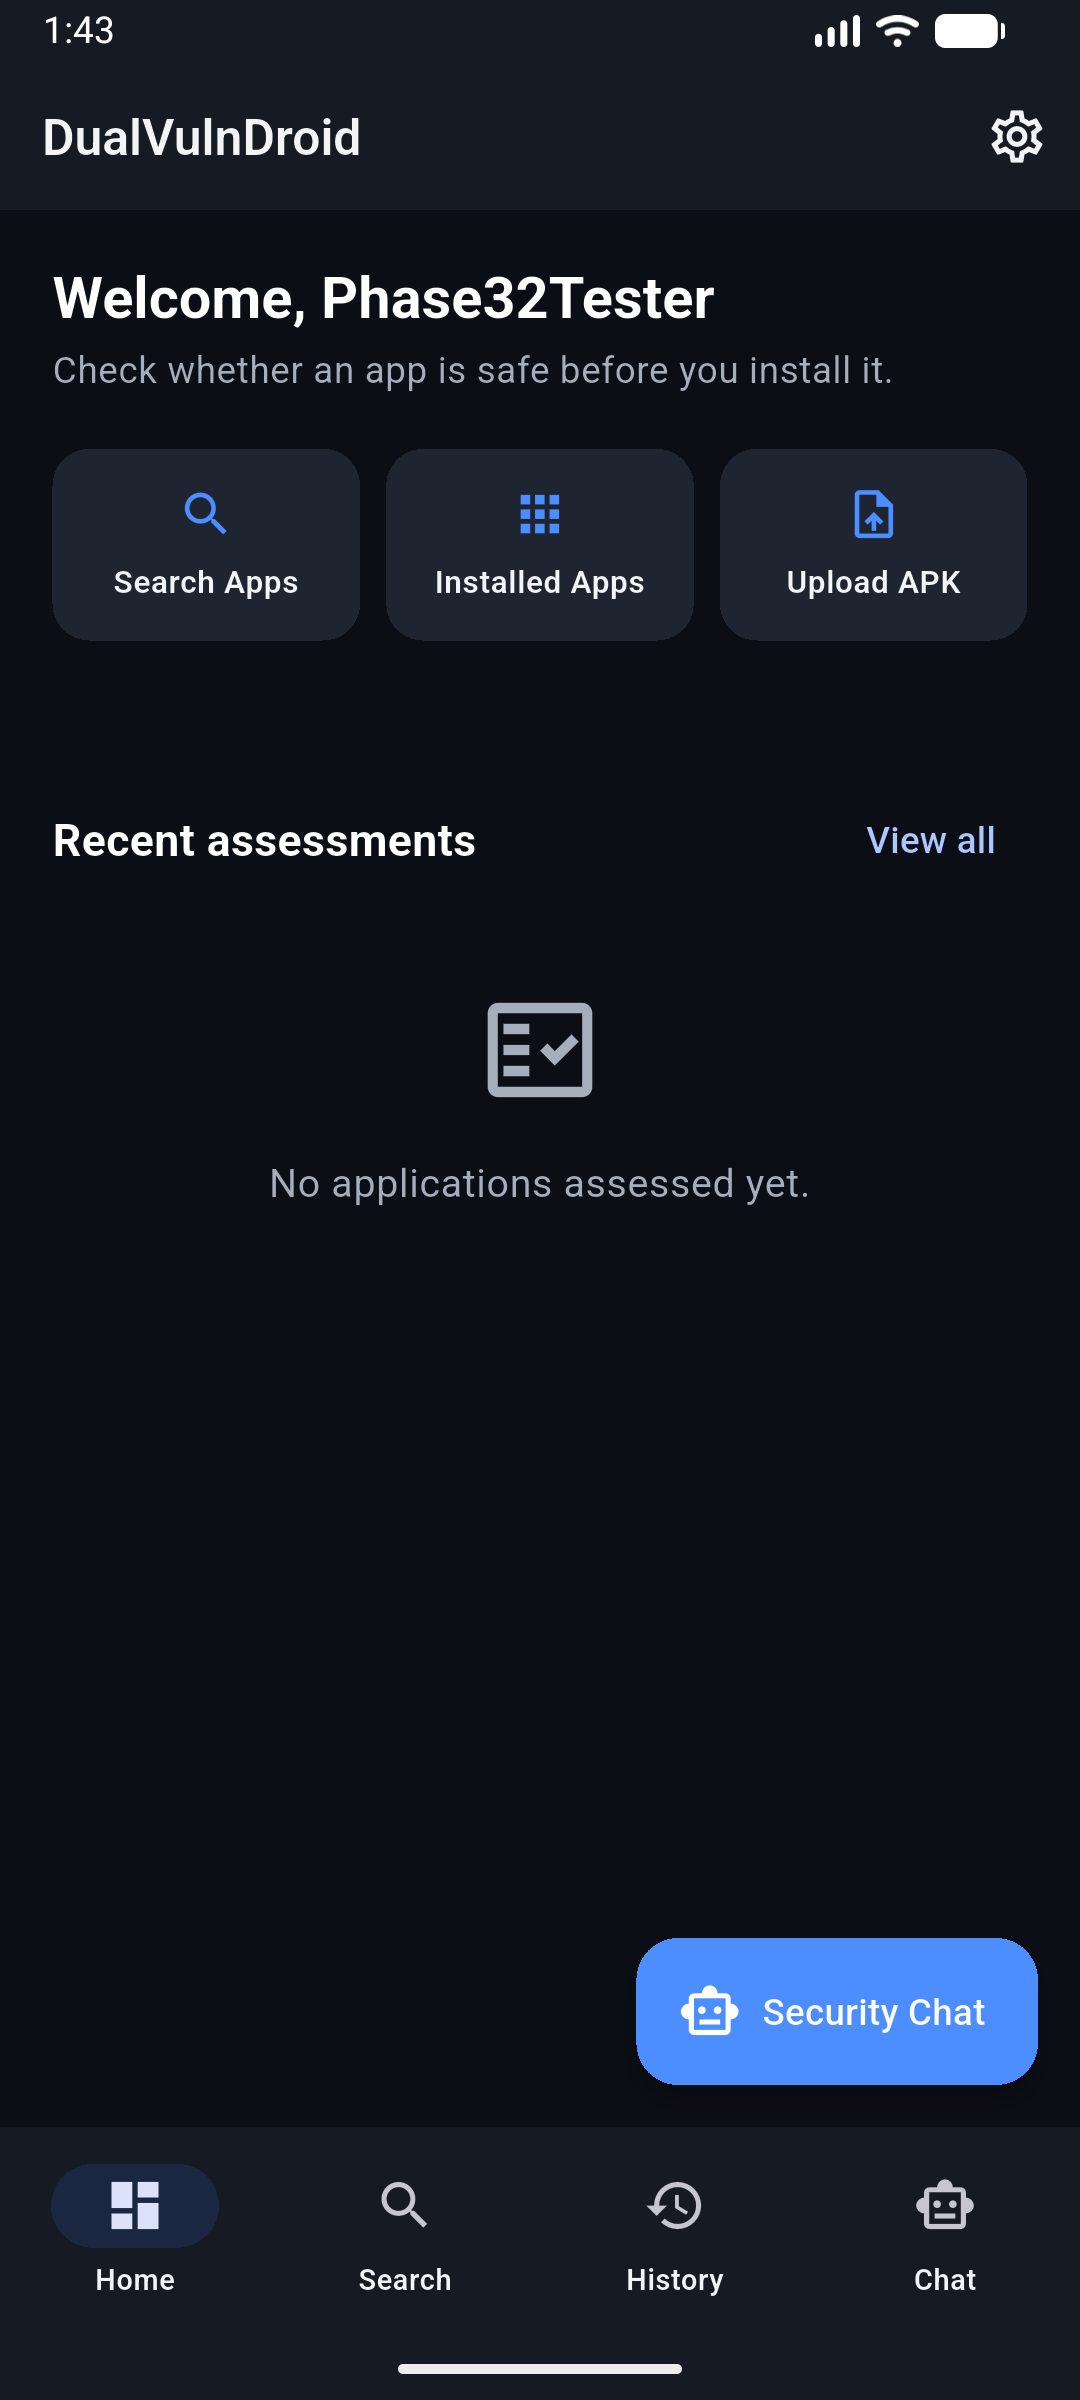 1:43
DualVulnDroid
Welcome, Phase32Tester
Check whether an app is safe before you install it.
Search Apps
Installed Apps
Upload APK
Recent assessments
View all
No applications assessed yet.
Security Chat
Home
Search
History
Chat